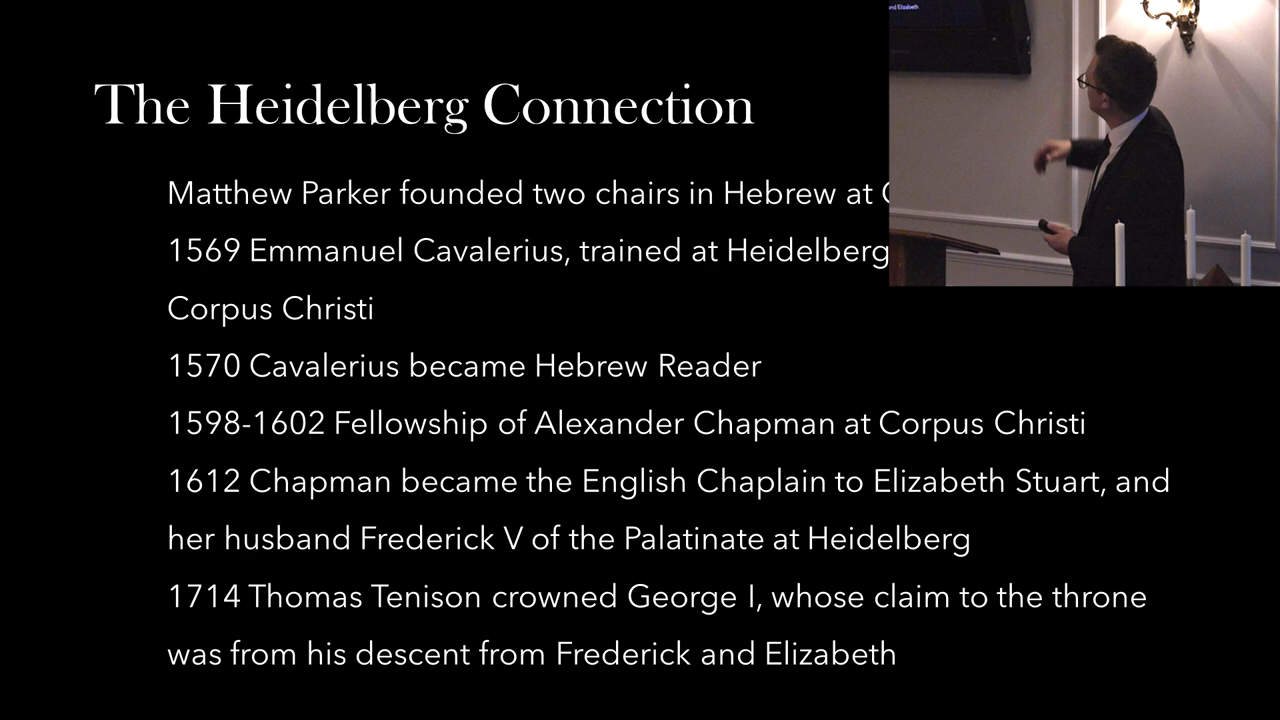 The Heidelberg Connection
Matthew Parker founded two chairs in Hebrew at
1569 Emmanuel Cavalerius, trained at Heidelberg
Corpus Christi
1570 Cavalerius became Hebrew Reader
1598-1602 Fellowship of Alexander Chapman at Corpus Christi
1612 Chapman became the English Chaplain to Elizabeth Stuart, and
her husband Frederick V of the Palatinate at Heidelberg
1714 Thomas Tenison crowned George I, whose claim to the throne
was from his descent from Frederick and Elizabeth
and Elizabeth